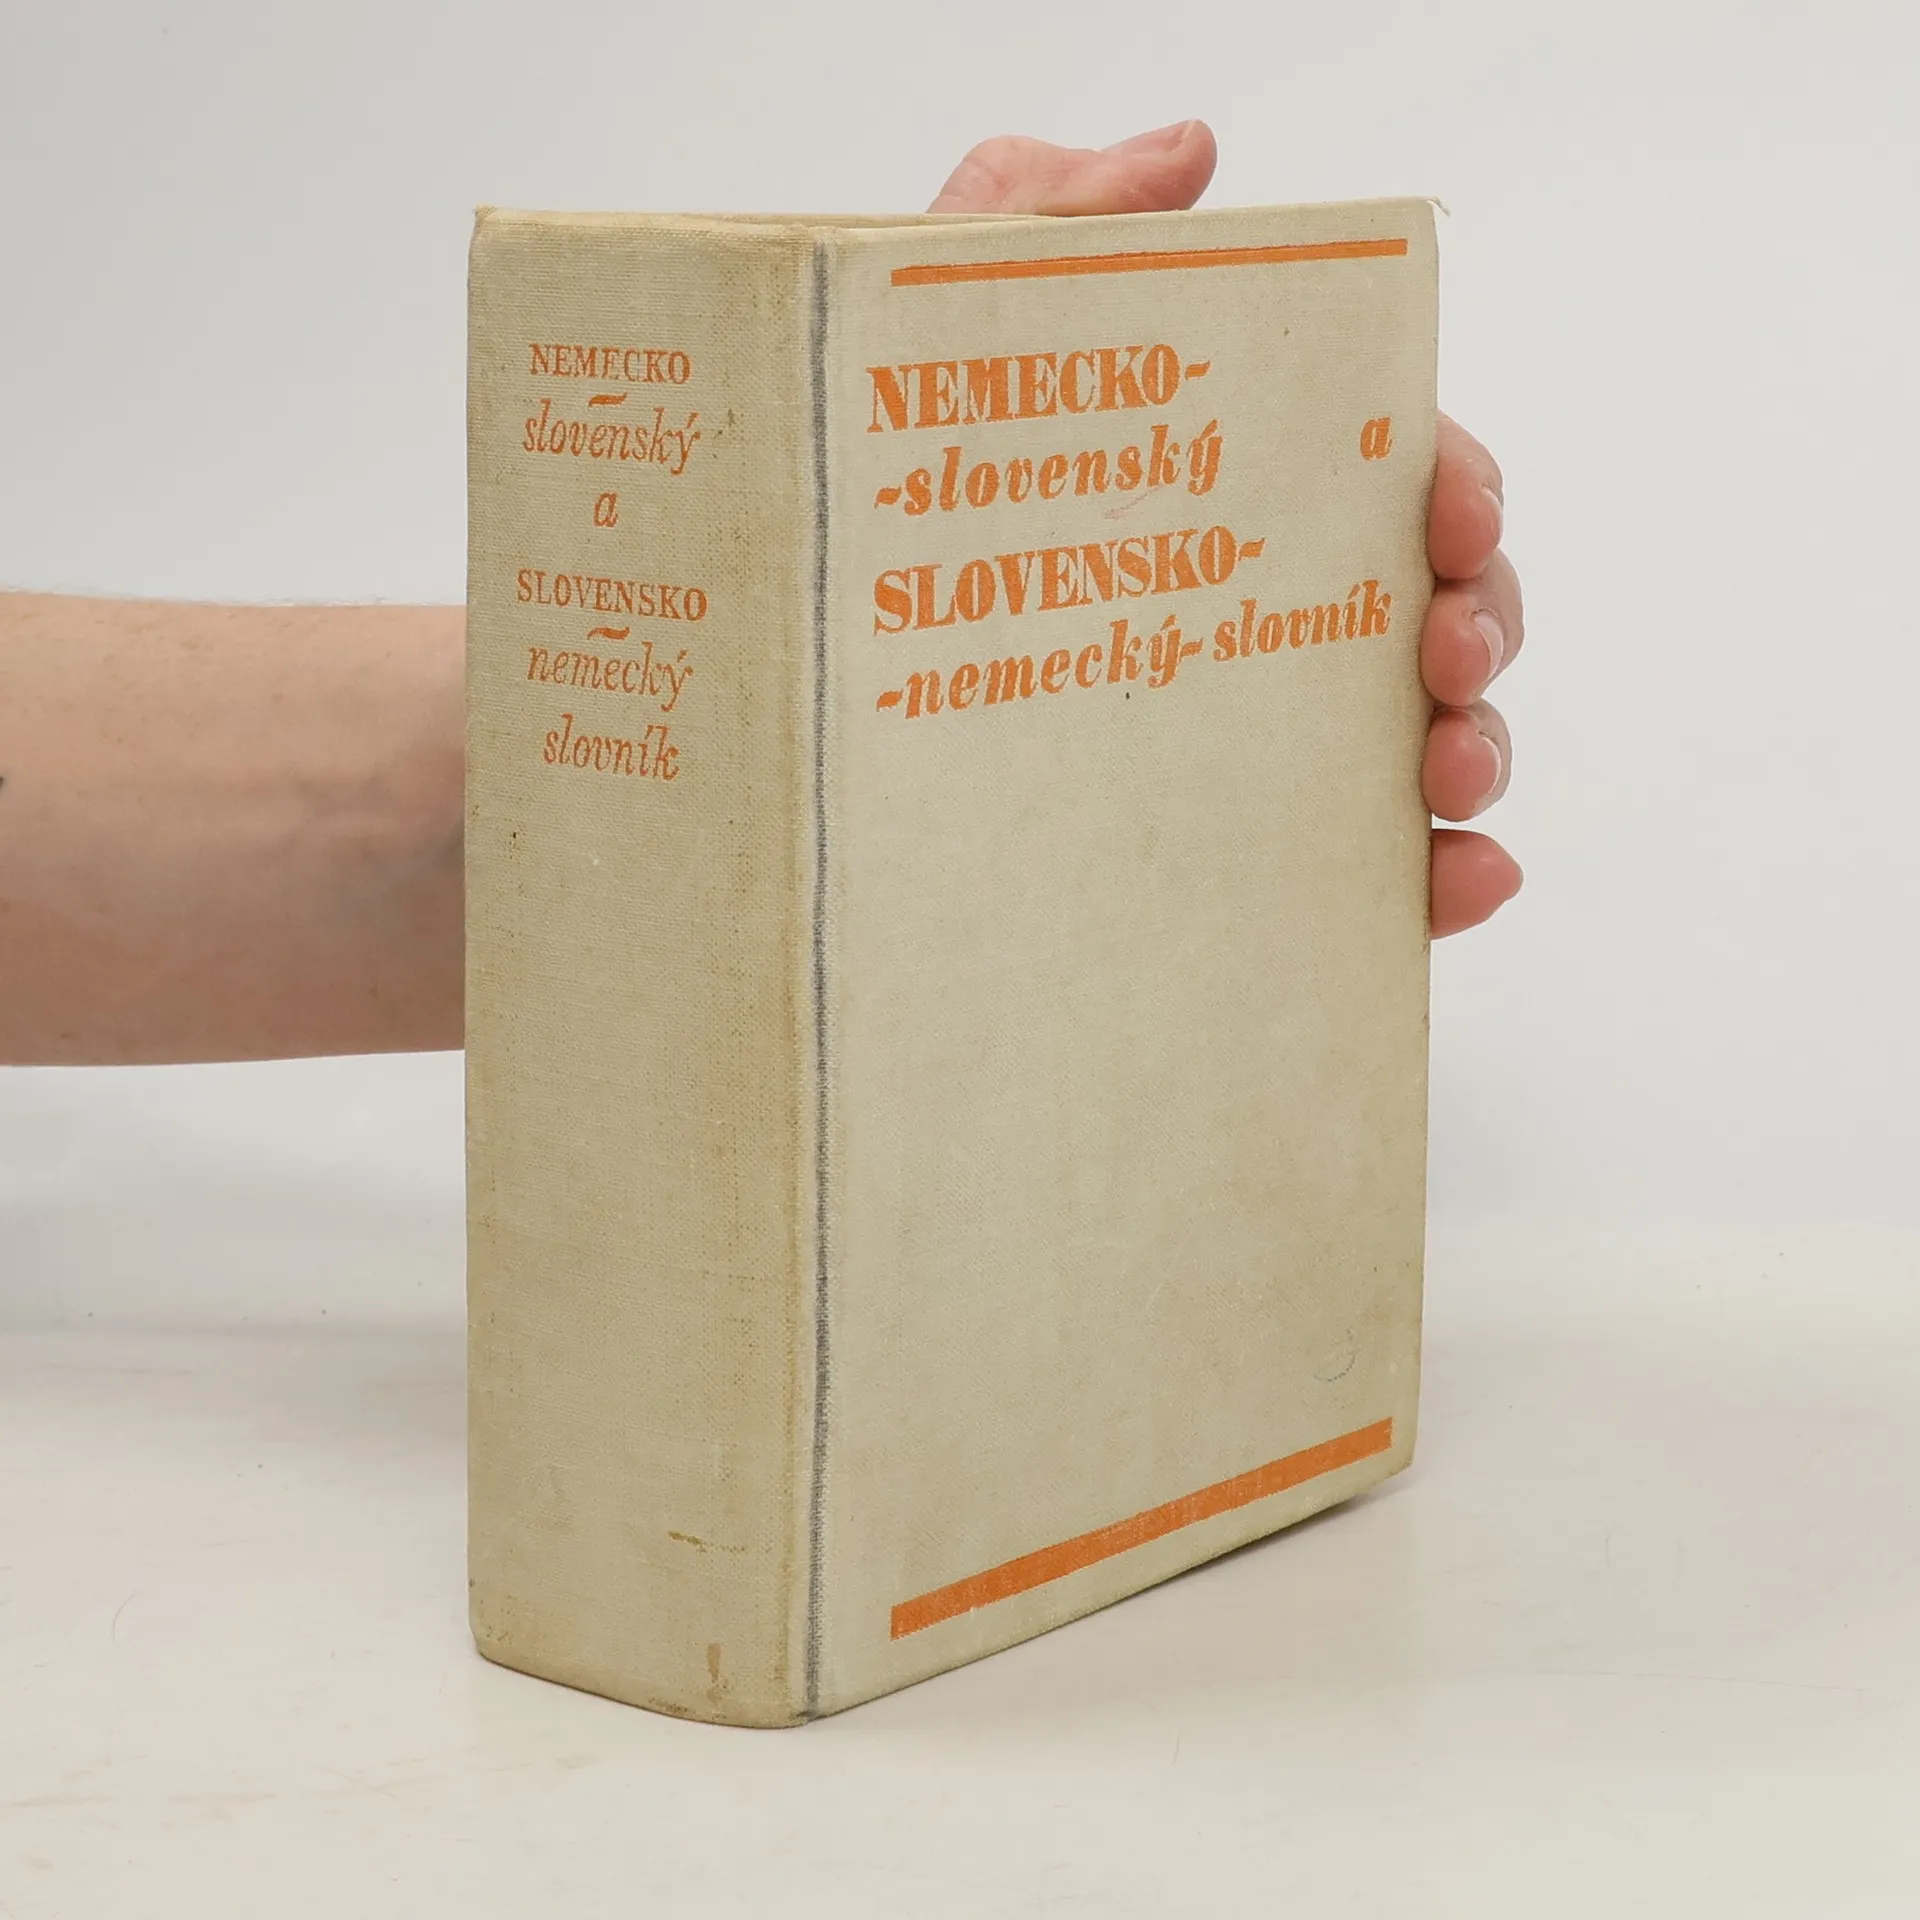 NEMECKO
-
slovenský
a
SLOVENSKO
-
nemecký
slovník
NEMECKO-
-slovenský a
SLOVENSKO-
-nemecký- slovník